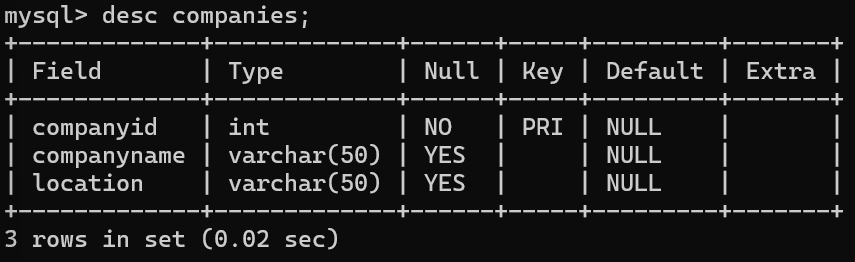 mysql> desc companies;
+-------------+-------------+------+-----+---------+-------+
| Field       | Type        | Null | Key | Default | Extra |
+-------------+-------------+------+-----+---------+-------+
| companyid   | int         | NO   | PRI | NULL    |       |
| companyname | varchar(50) | YES  |     | NULL    |       |
| location    | varchar(50) | YES  |     | NULL    |       |
+-------------+-------------+------+-----+---------+-------+
3 rows in set (0.02 sec)